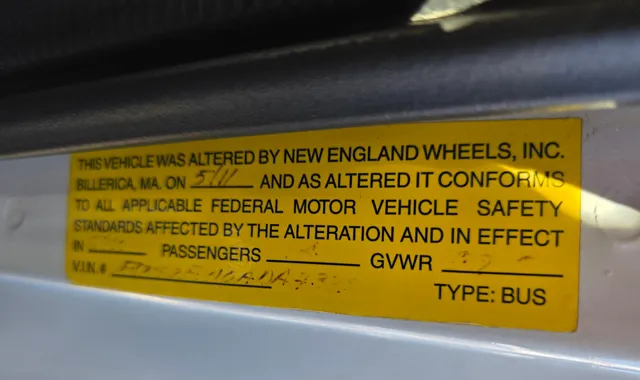 THIS VEHICLE WAS ALTERED BY NEW ENGLAND WHEELS, INC.
BILLERICA, MA. ON 5/11 AND AS ALTERED IT CONFORMS
TO ALL APPLICABLE FEDERAL MOTOR VEHICLE SAFETY
STANDARDS AFFECTED BY THE ALTERATION AND IN EFFECT
IN PASSENGERS GVWR
V.I.N.#
TYPE: BUS